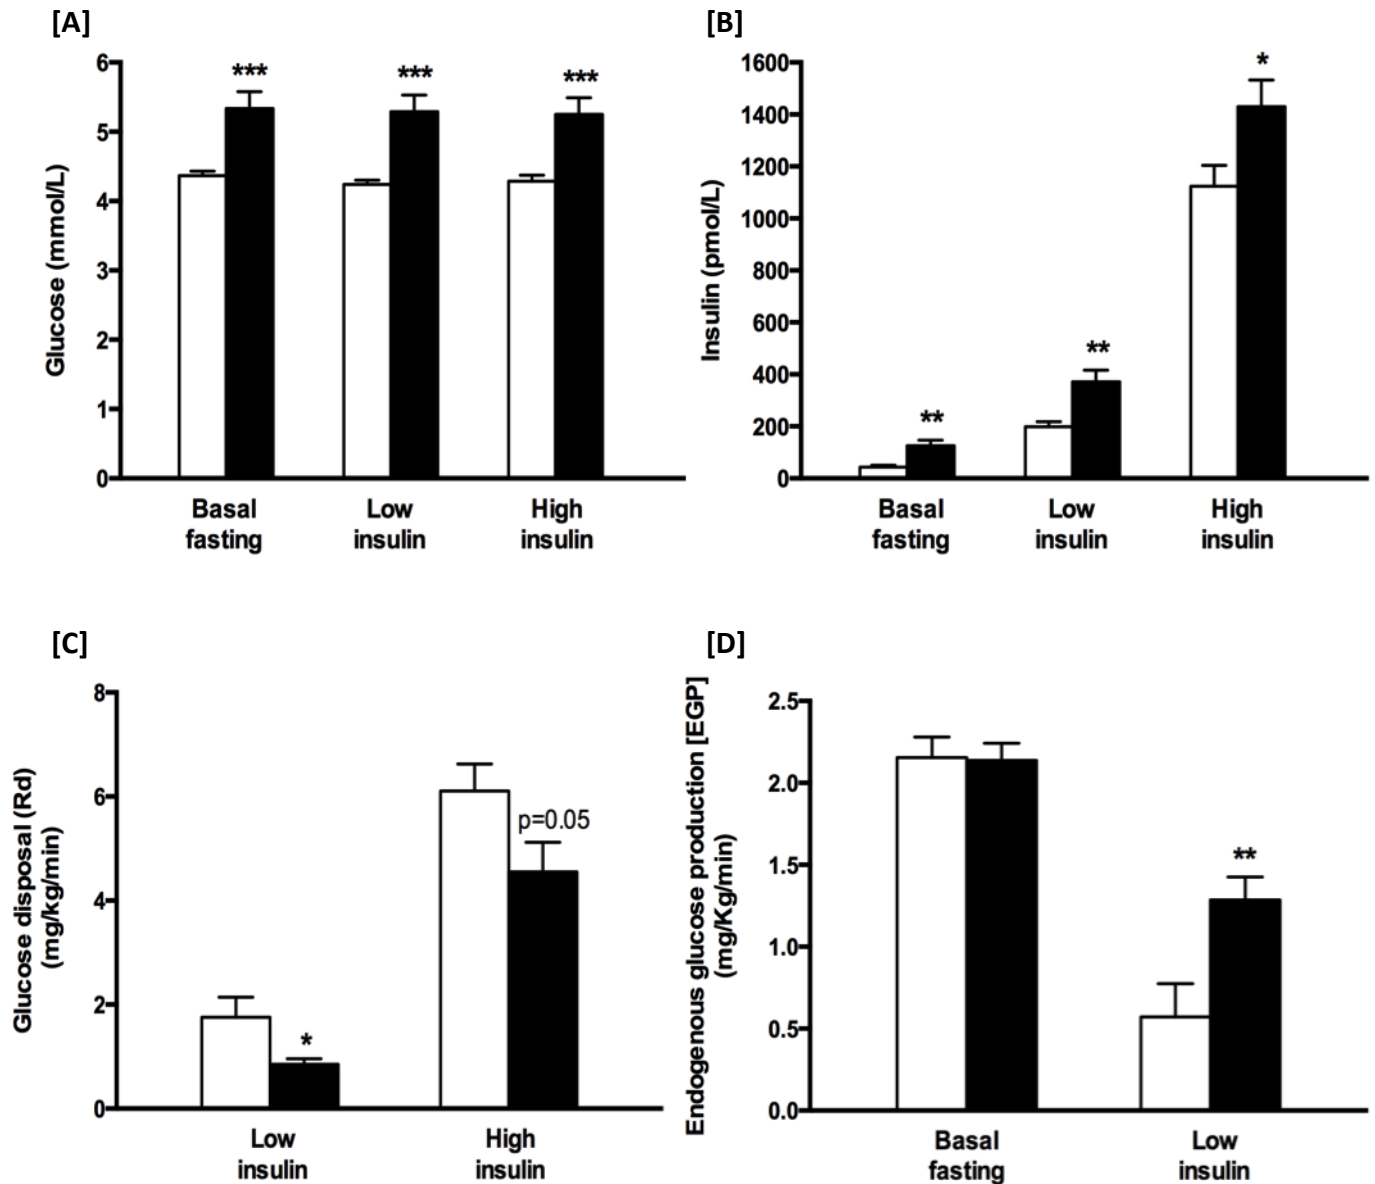 [A]
Glucose (mmol/L)
6
5
4
3
2
1
0
***
***
***
Basal
fasting
Low
insulin
High
insulin
[B]
Insulin (pmol/L)
1600
1400
1200
1000
800
600
400
200
0
**
**
*
Basal
fasting
Low
insulin
High
insulin
[C]
Glucose disposal (Rd)
(mg/kg/min)
8
6
4
2
0
*
p=0.05
Low
insulin
High
insulin
[D]
Endogenous glucose production [EGP]
(mg/Kg/min)
2.5
2.0
1.5
1.0
0.5
0.0
**
Basal
fasting
Low
insulin